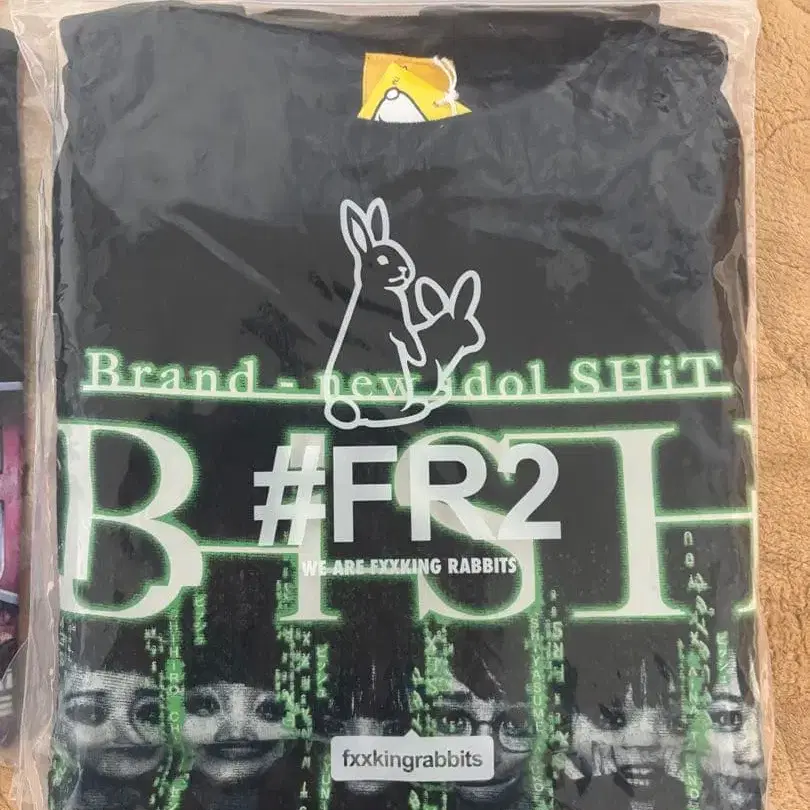 Brand-new idol SHiT
BiSH
#FR2
WE ARE FXXKING RABBITS
fxxkingrabbits